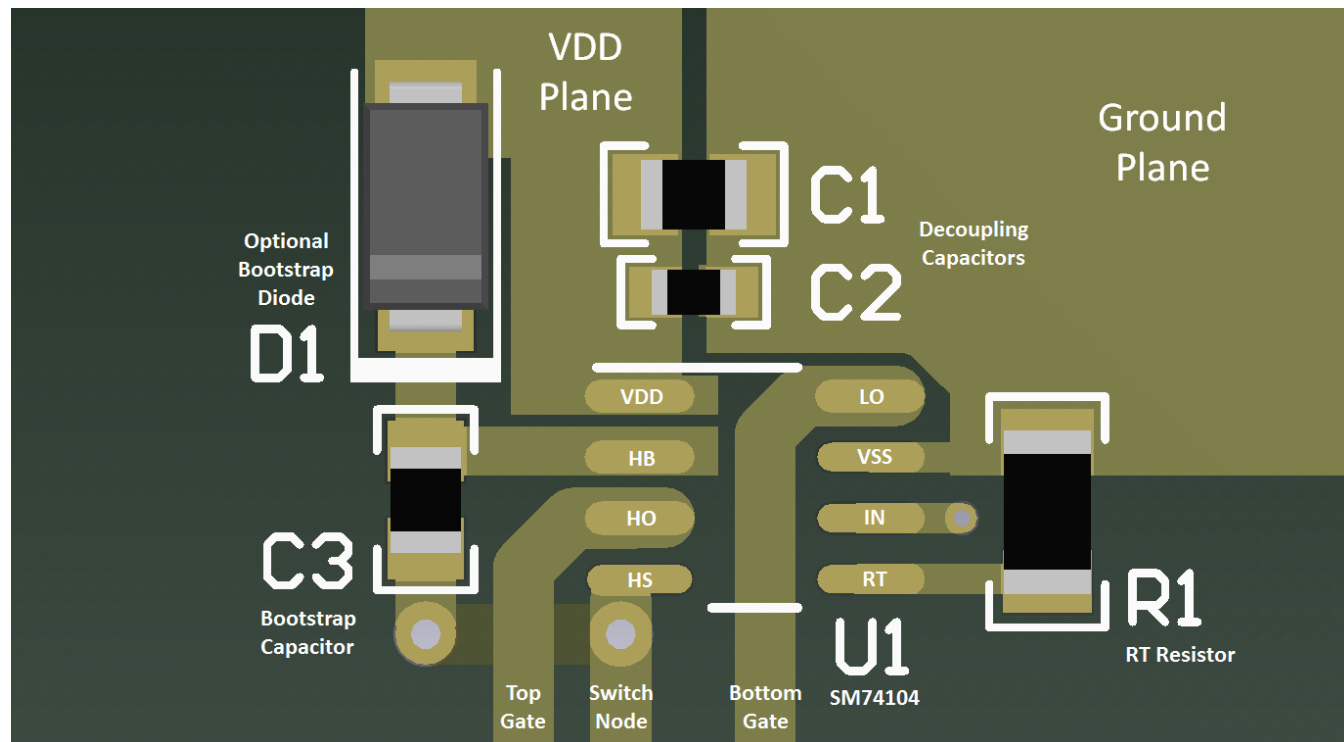 VDD
Plane
Ground
Plane
C1
Decoupling
Capacitors
Optional
Bootstrap
Diode
C2
D1
VDD
LO
HB
VSS
HO
IN
HS
RT
C3
R1
Bootstrap
Capacitor
U1
RT Resistor
SM74104
Top
Gate
Switch
Node
Bottom
Gate